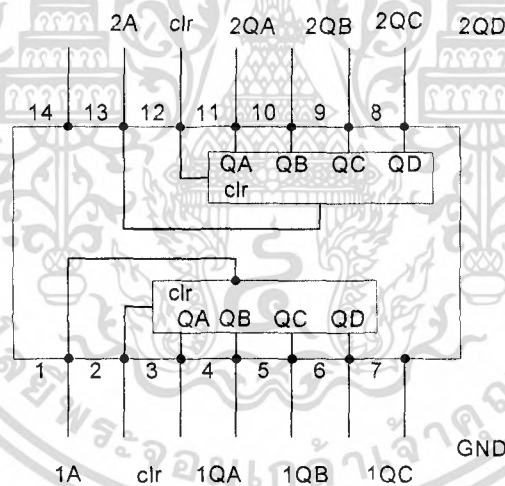 2A clr 2QA 2QB 2QC 2QD
14 13 12 11 10 9 8
QA QB QC QD
clr
clr
QA QB QC QD
1 2 3 4 5 6 7
1A clr 1QA 1QB 1QC GND